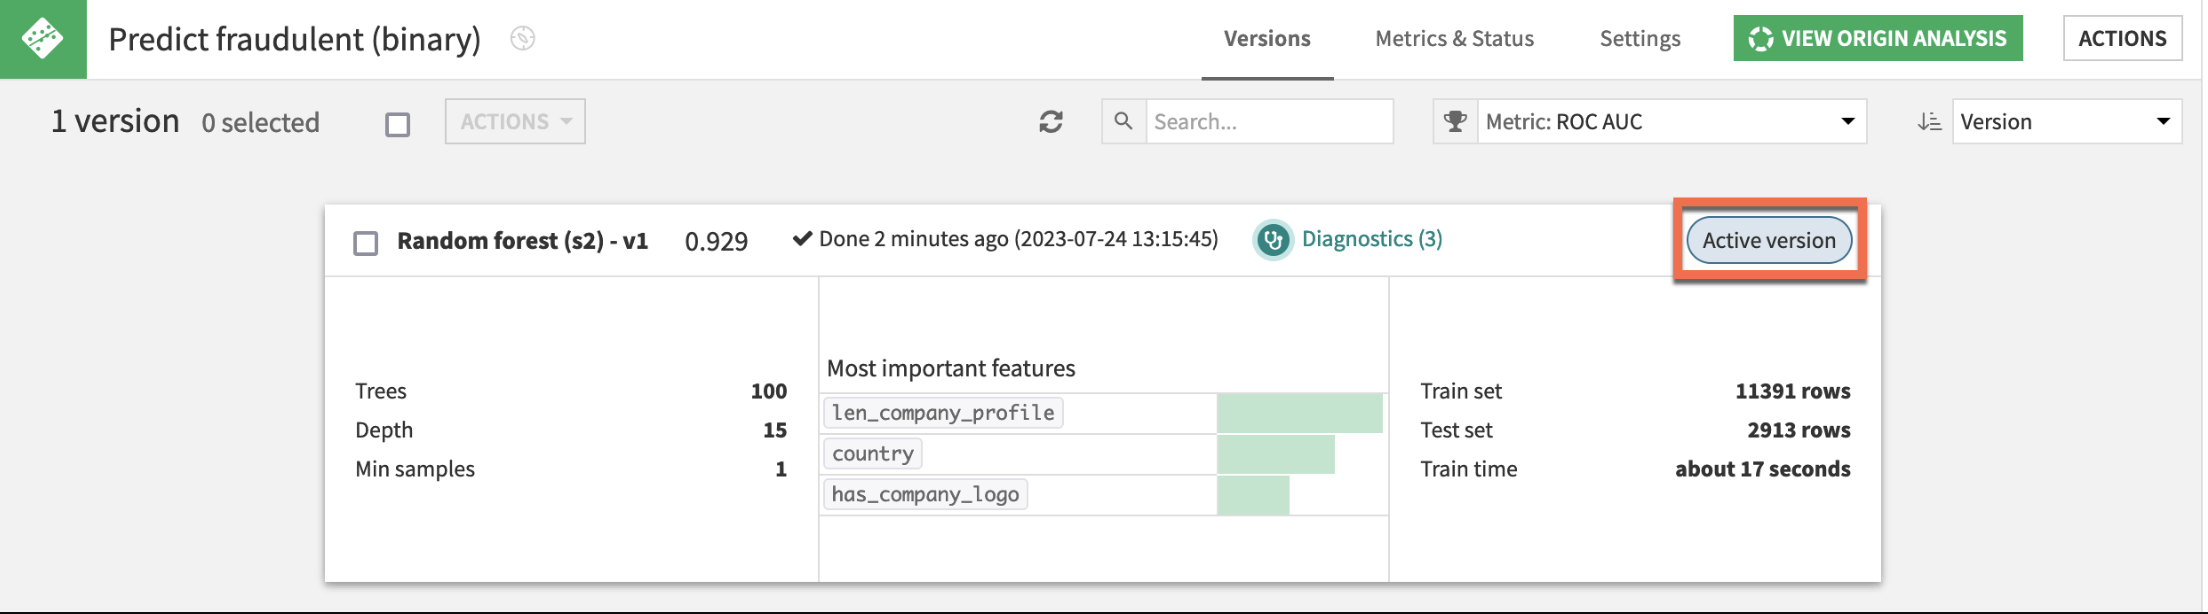 Predict fraudulent (binary)
Versions
Metrics & Status
Settings
VIEW ORIGIN ANALYSIS
ACTIONS
1 version
0 selected
ACTIONS
Search...
Metric: ROC AUC
Version
Random forest (s2) - v1
0.929
Done 2 minutes ago (2023-07-24 13:15:45)
Diagnostics (3)
Active version
Trees 100
Depth 15
Min samples 1
Most important features
len_company_profile
country
has_company_logo
Train set 11391 rows
Test set 2913 rows
Train time about 17 seconds